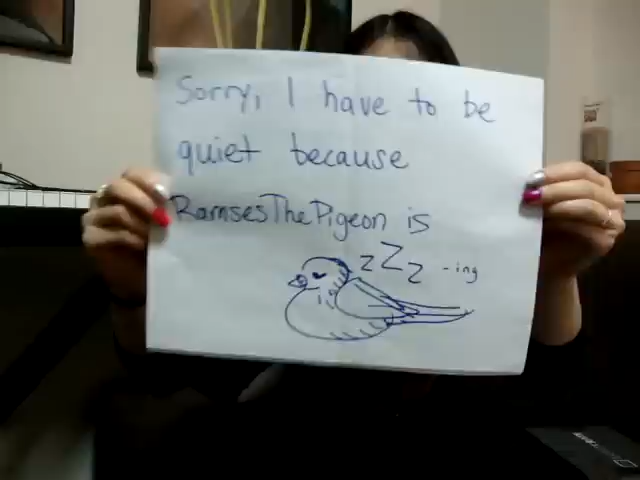 Sorry, I have to be
quiet because
RamsesThePigeon is
zZz -ing